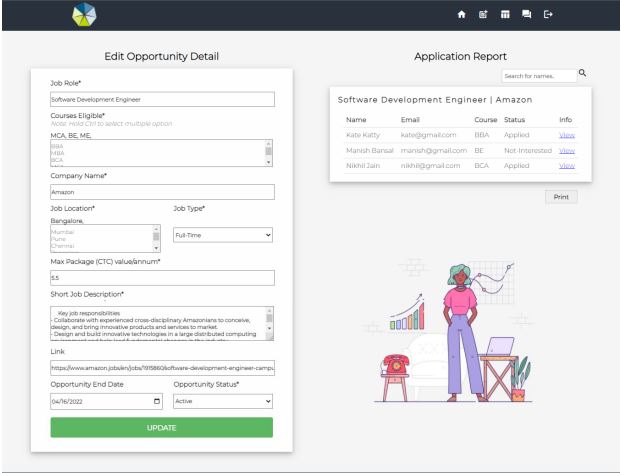 Edit Opportunity Detail
Job Role*
Software Development Engineer
Courses Eligible*
Note: Hold Ctrl to select multiple option
MCA, BE, ME,
BBA
MBA
BCA
Company Name*
Amazon
Job Location*
Job Type*
Bangalore,
Mumbai
Pune
Chennai
Full-Time
Max Package (CTC) value/annum*
5.5
Short Job Description*
Key job responsibilities
- Collaborate with experienced cross-disciplinary Amazonians to conceive,
design, and bring innovative products and services to market.
- Design and build innovative technologies in a large distributed computing
Link
https://www.amazon.jobs/en/jobs/1915860/software-development-engineer-campu
Opportunity End Date
Opportunity Status*
04/16/2022
Active
UPDATE
Application Report
Search for names..
Software Development Engineer | Amazon
Name Email Course Status Info
Kate Katty kate@gmail.com BBA Applied View
Manish Bansal manish@gmail.com BE Not-Interested View
Nikhil Jain nikhil@gmail.com BCA Applied View
Print